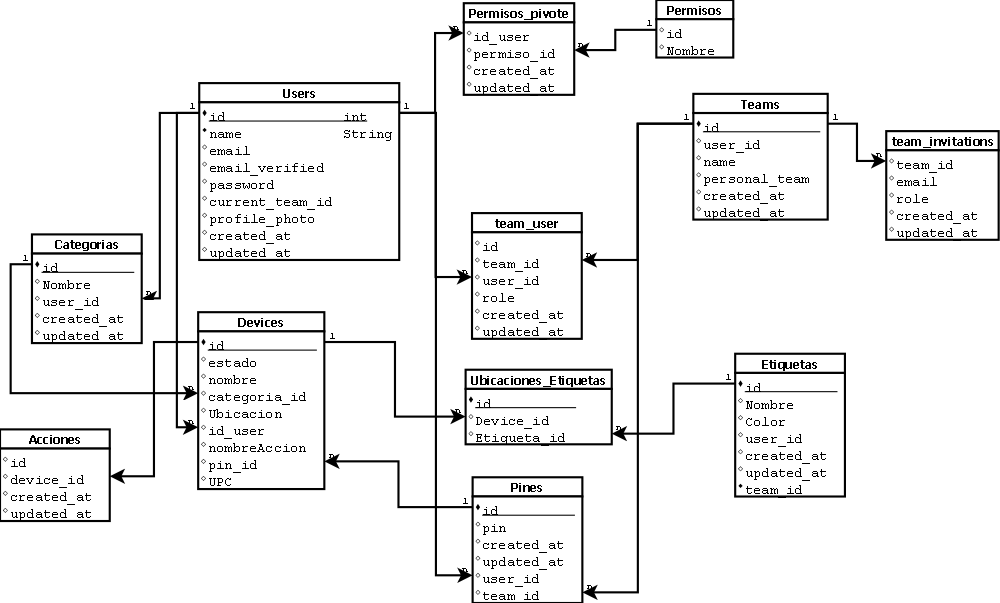 Permisos_pivote
id_user
permiso_id
created_at
updated_at
Permisos
id
Nombre
Users
id int
name String
email
email_verified
password
current_team_id
profile_photo
created_at
updated_at
Teams
id
user_id
name
personal_team
created_at
updated_at
team_invitations
team_id
email
role
created_at
updated_at
team_user
id
team_id
user_id
role
created_at
updated_at
Categorias
id
Nombre
user_id
created_at
updated_at
Devices
id
estado
nombre
categoria_id
Ubicacion
id_user
nombreAccion
pin_id
UPC
Ubicaciones_Etiquetas
id
Device_id
Etiqueta_id
Etiquetas
id
Nombre
Color
user_id
created_at
updated_at
team_id
Acciones
id
device_id
created_at
updated_at
Pines
id
pin
created_at
updated_at
user_id
team_id
1
1
1
1
1
1
1
1
1